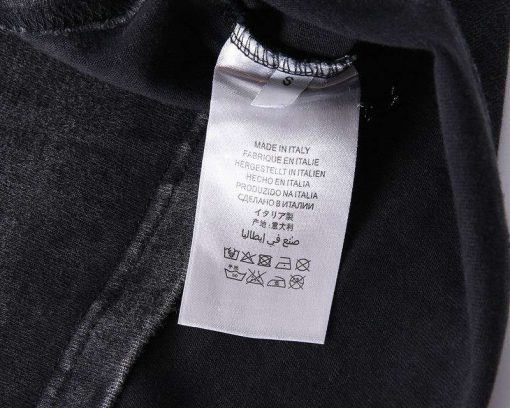 S
MADE IN ITALY
FABRIQUE EN ITALIE
HERGESTELLT IN ITALIEN
HECHO EN ITALIA
PRODUZIDO NA ITALIA
СДЕЛАНО В ИТАЛИИ
イタリア製
产地:意大利
صنع في إيطاليا